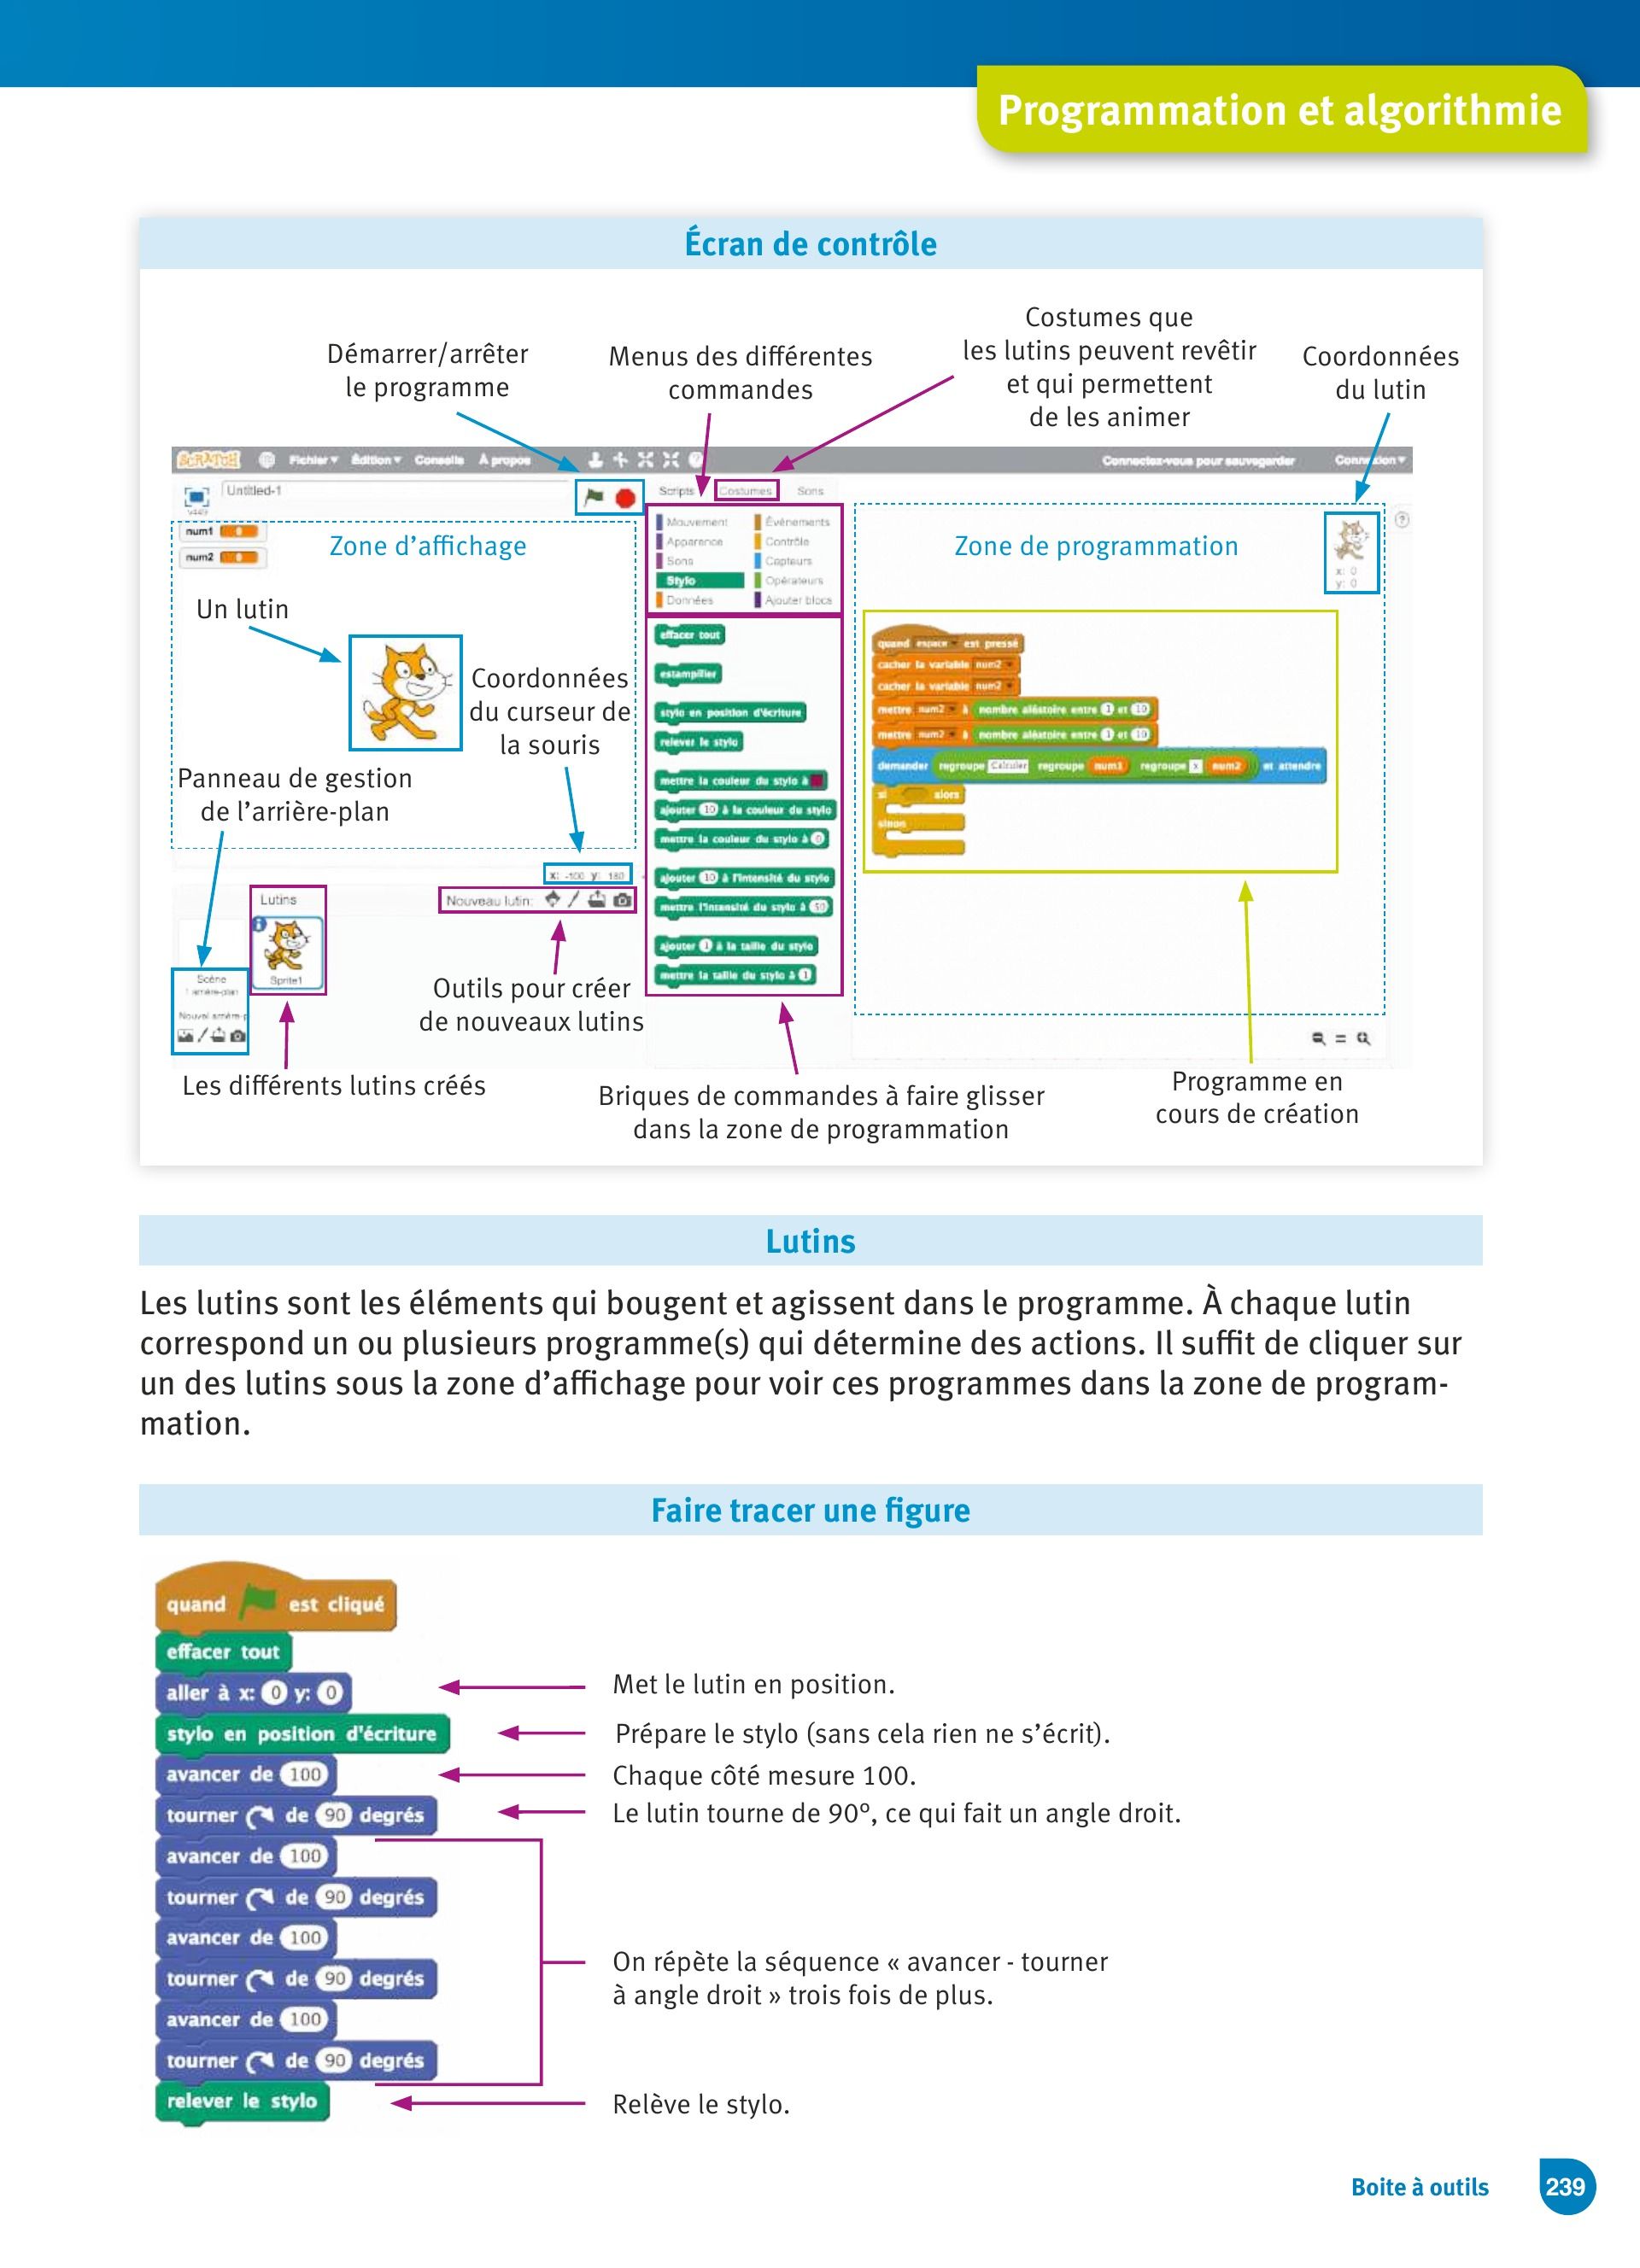 Programmation et algorithmie
Écran de contrôle
Démarrer/arrêter
le programme
Menus des différentes
commandes
Costumes que
les lutins peuvent revêtir
et qui permettent
de les animer
Coordonnées
du lutin
SCRATCH Fichier Édition Conseils À propos Connectez-vous pour sauvegarder
Untitled-1
Scripts Costumes Sons
num1
num2
Zone d'affichage
Mouvement Évènements
Apparence Contrôle
Sons Capteurs
Stylo Opérateurs
Données Ajouter blocs
Zone de programmation
x: 0
y: 0
Un lutin
Coordonnées
du curseur de
la souris
Panneau de gestion
de l'arrière-plan
effacer tout
estampiller
stylo en position d'écriture
relever le stylo
mettre la couleur du stylo à
ajouter 10 à la couleur du stylo
mettre la couleur du stylo à 0
ajouter 10 à l'intensité du stylo
mettre l'intensité du stylo à 50
ajouter 1 à la taille du stylo
mettre la taille du stylo à 1
quand espace est pressé
cacher la variable num2
cacher la variable num2
mettre num2 à nombre aléatoire entre 1 et 10
mettre num2 à nombre aléatoire entre 1 et 10
demander regroupe Calculer regroupe num1 regroupe x num2 et attendre
si alors
sinon
x: -100 y: 180
Nouveau lutin:
Lutins
Sprite1
Scène
1 arrière-plan
Outils pour créer
de nouveaux lutins
Les différents lutins créés
Briques de commandes à faire glisser
dans la zone de programmation
Programme en
cours de création
Lutins
Les lutins sont les éléments qui bougent et agissent dans le programme. À chaque lutin
correspond un ou plusieurs programme(s) qui détermine des actions. Il suffit de cliquer sur
un des lutins sous la zone d'affichage pour voir ces programmes dans la zone de program-
mation.
Faire tracer une figure
quand est cliqué
effacer tout
aller à x: 0 y: 0
Met le lutin en position.
stylo en position d'écriture
Prépare le stylo (sans cela rien ne s'écrit).
avancer de 100
Chaque côté mesure 100.
tourner de 90 degrés
Le lutin tourne de 90°, ce qui fait un angle droit.
avancer de 100
tourner de 90 degrés
avancer de 100
tourner de 90 degrés
avancer de 100
tourner de 90 degrés
On répète la séquence « avancer - tourner
à angle droit » trois fois de plus.
relever le stylo
Relève le stylo.
Boite à outils 239